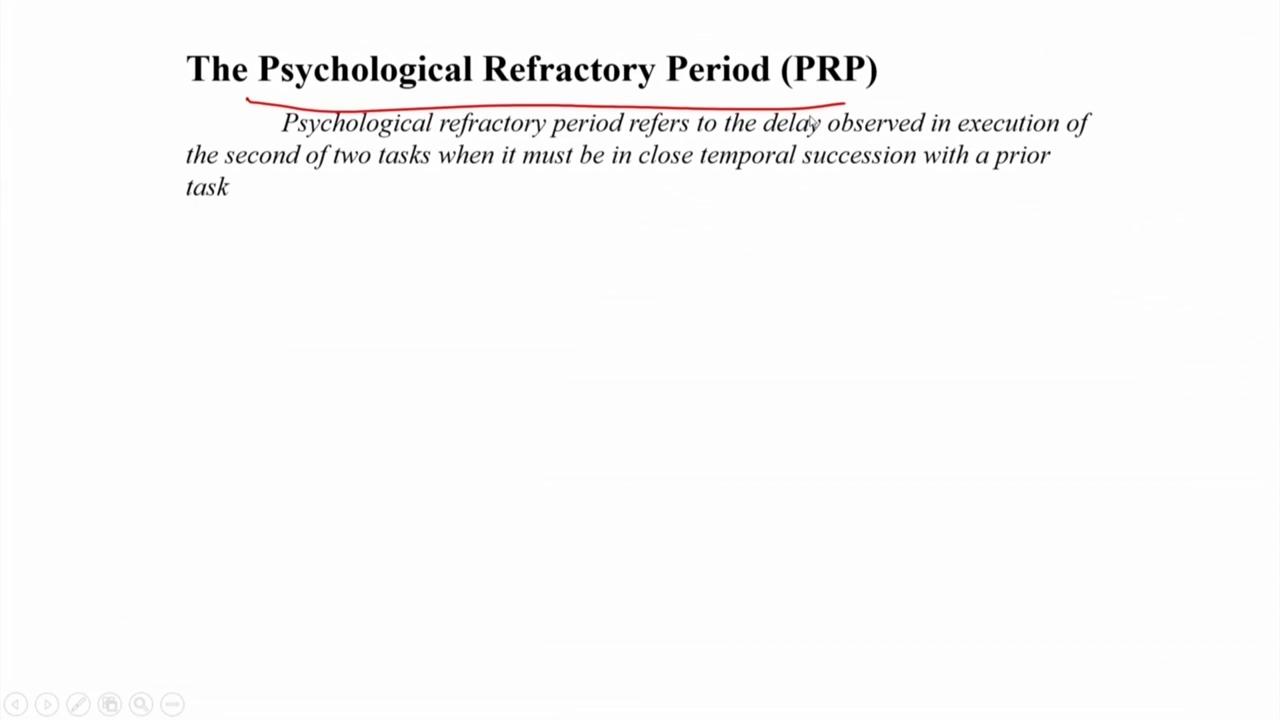 The Psychological Refractory Period (PRP)
Psychological refractory period refers to the delay observed in execution of
the second of two tasks when it must be in close temporal succession with a prior
task